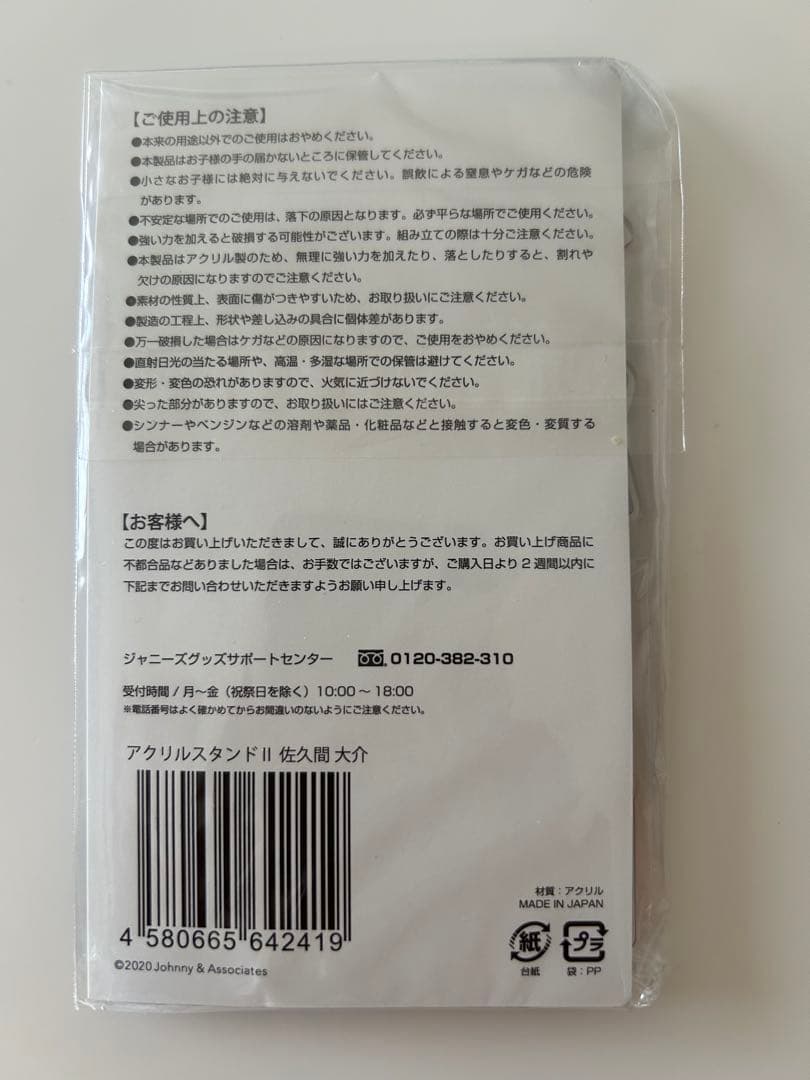 【ご使用上の注意】
●本来の用途以外でのご使用はおやめください。
●本製品はお子様の手の届かないところに保管してください。
●小さなお子様には絶対に与えないでください。誤飲による窒息やケガなどの危険
があります。
●不安定な場所でのご使用は、落下の原因となります。必ず平らな場所でご使用ください。
●強い力を加えると破損する可能性がございます。組み立ての際は十分ご注意ください。
●本製品はアクリル製のため、無理に強い力を加えたり、落としたりすると、割れや
欠けの原因になりますのでご注意ください。
●素材の性質上、表面に傷がつきやすいため、お取り扱いにご注意ください。
●製造の工程上、形状や差し込みの具合に個体差があります。
●万一破損した場合はケガなどの原因になりますので、ご使用をおやめください。
●直射日光の当たる場所や、高温・多湿な場所での保管は避けてください。
●変形・変色の恐れがありますので、火気に近づけないでください。
●尖った部分がありますので、お取り扱いにはご注意ください。
●シンナーやベンジンなどの溶剤や薬品・化粧品などと接触すると変色・変質する
場合があります。
【お客様へ】
この度はお買い上げいただきまして、誠にありがとうございます。お買い上げ商品に
不都合品などありました場合は、お手数ではございますが、ご購入日より2週間以内に
下記までお問い合わせいただきますようお願い申し上げます。
ジャニーズグッズサポートセンター 0120-382-310
受付時間/月〜金(祝祭日を除く)10:00〜18:00
※電話番号はよく確かめてからお間違いのないようにご注意ください。
アクリルスタンドII 佐久間 大介
4 580665 642419
©2020 Johnny & Associates
材質:アクリル
MADE IN JAPAN
紙 プラ
台紙 袋:PP